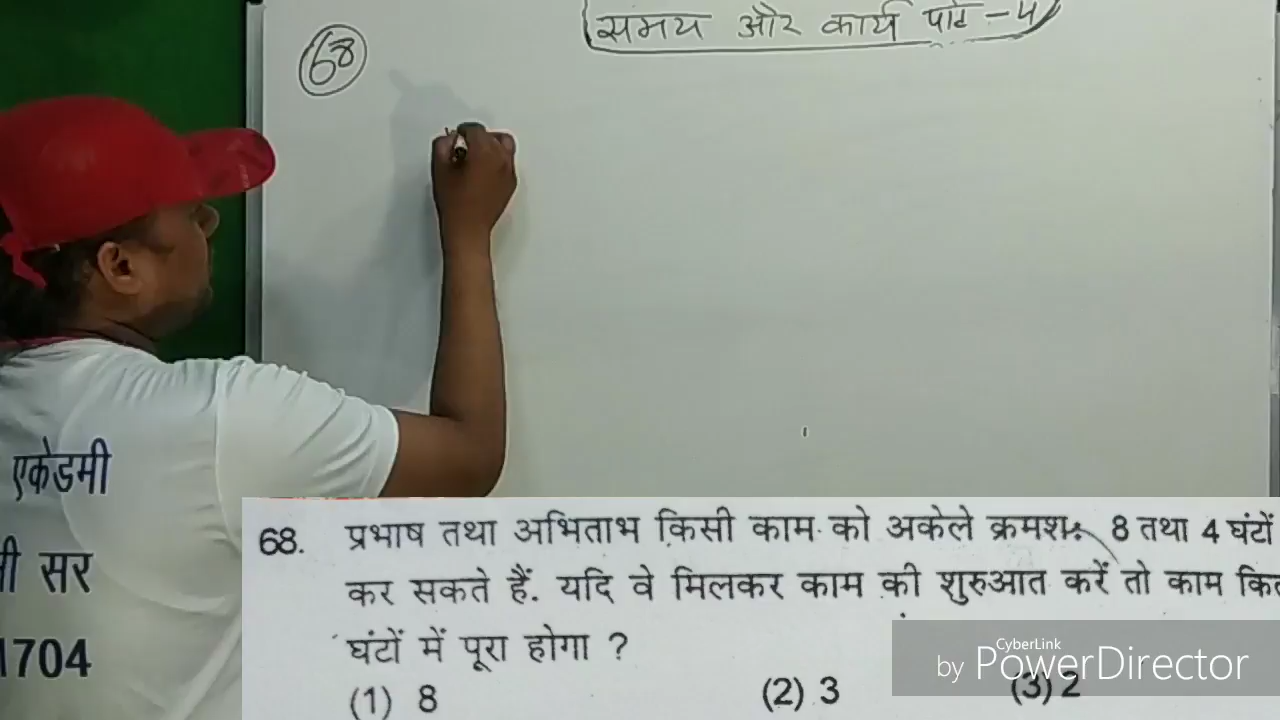 समय और कार्य पार्ट - 4
68
एकेडमी
सर
1704
68. प्रभाष तथा अभिताभ किसी काम को अकेले क्रमशः 8 तथा 4 घंटों
कर सकते हैं. यदि वे मिलकर काम की शुरुआत करें तो काम
घंटों में पूरा होगा ?
(1) 8 (2) 3 (3) 2
CyberLink
by PowerDirector